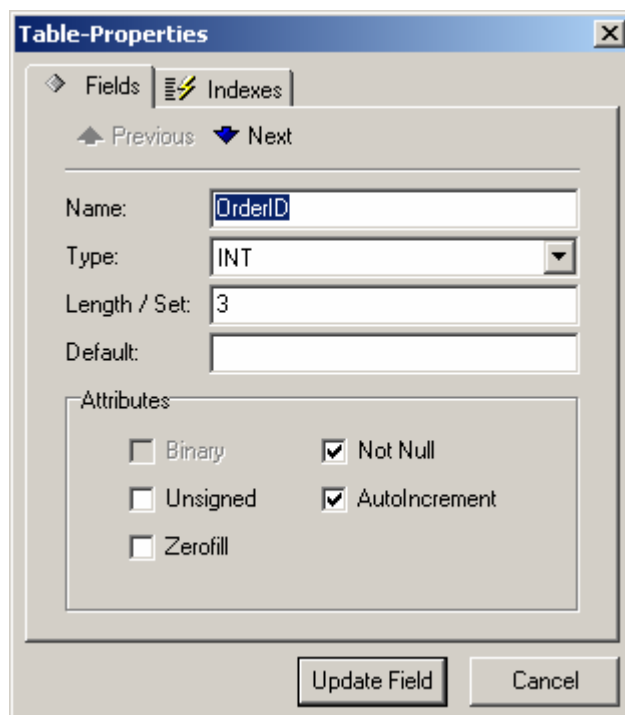 Table-Properties
Fields Indexes
Previous Next
Name: OrderID
Type: INT
Length / Set: 3
Default:
Attributes
Binary Not Null
Unsigned AutoIncrement
Zerofill
Update Field Cancel